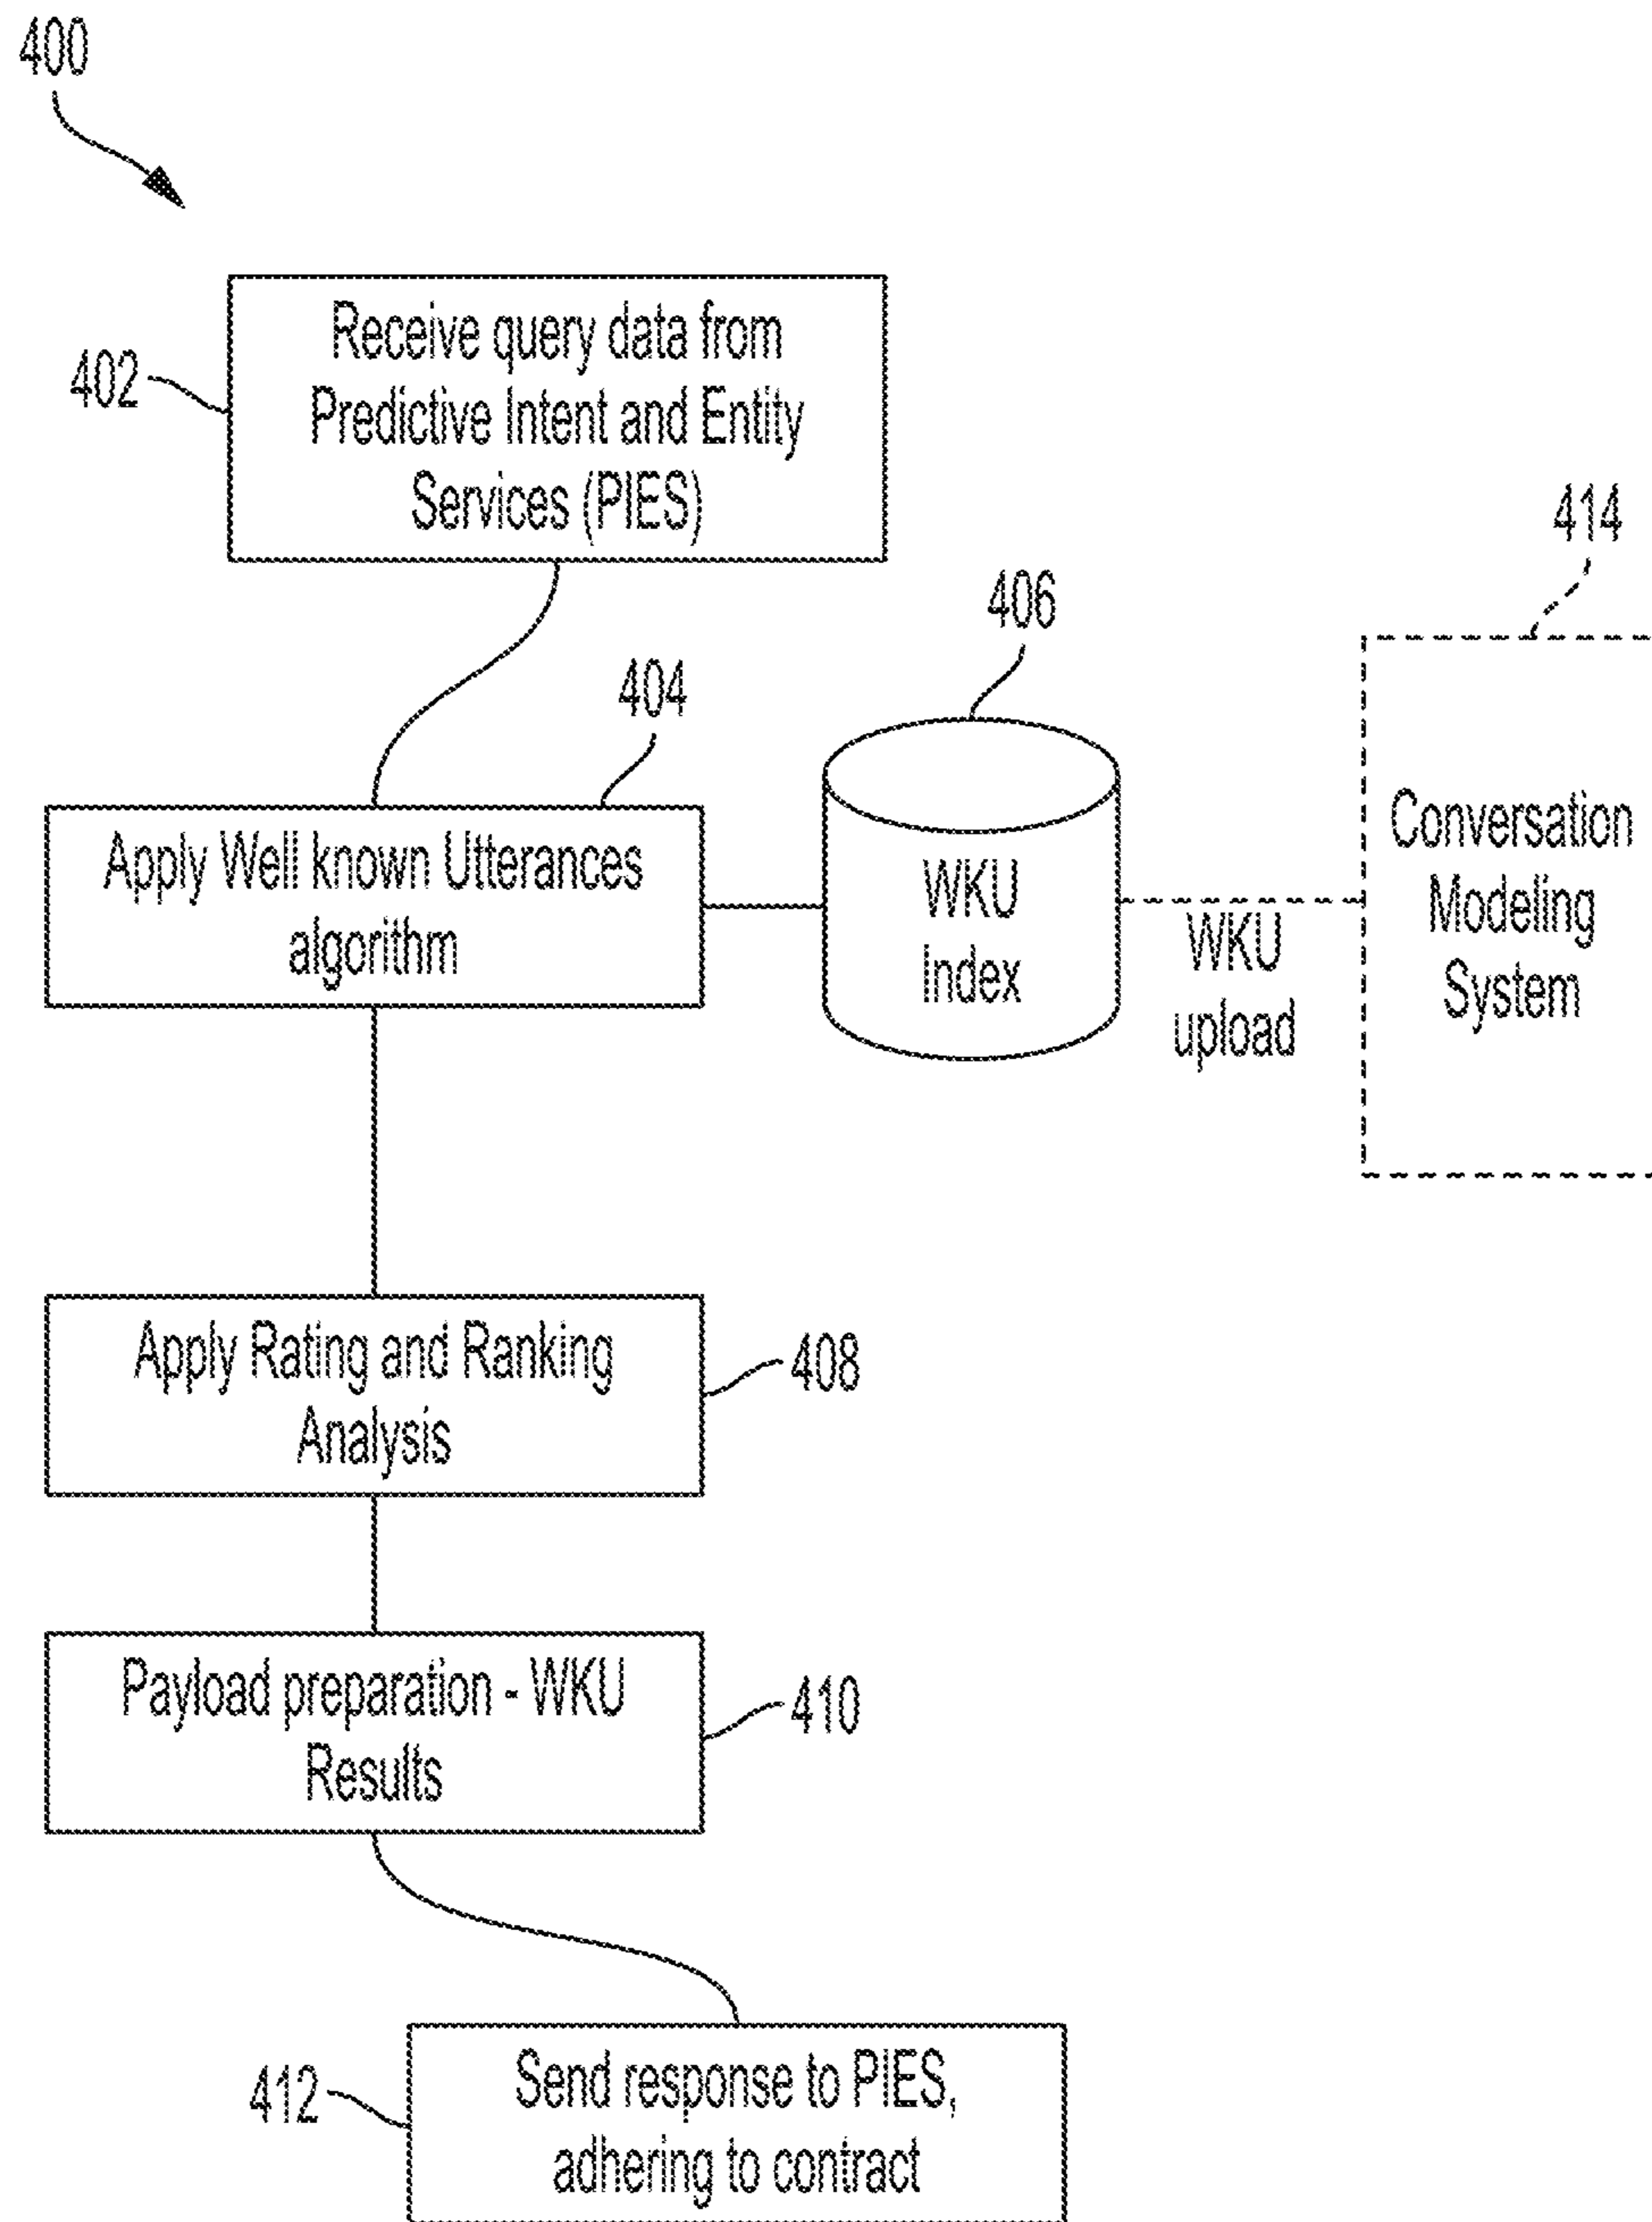 400
402
Receive query data from
Predictive Intent and Entity
Services (PIES)
414
406
404
Apply Well known Utterances
algorithm
WKU
Index
WKU
upload
Conversation
Modeling
System
Apply Rating and Ranking
Analysis
408
Payload preparation - WKU
Results
410
412
Send response to PIES,
adhering to contract